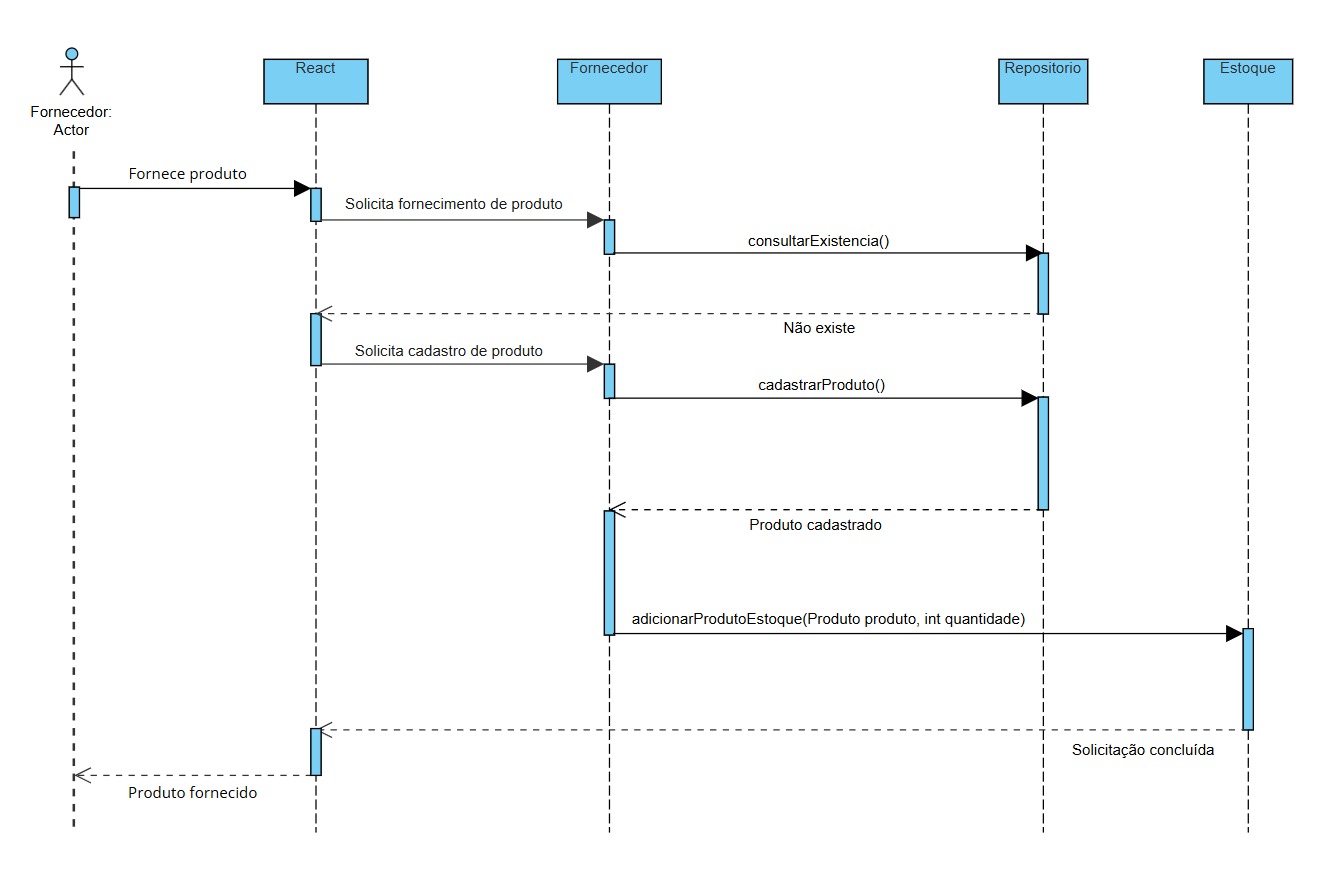 React
Fornecedor
Repositorio
Estoque
Fornecedor:
Actor
Fornece produto
Solicita fornecimento de produto
consultarExistencia()
Não existe
Solicita cadastro de produto
cadastrarProduto()
Produto cadastrado
adicionarProdutoEstoque(Produto produto, int quantidade)
Solicitação concluída
Produto fornecido